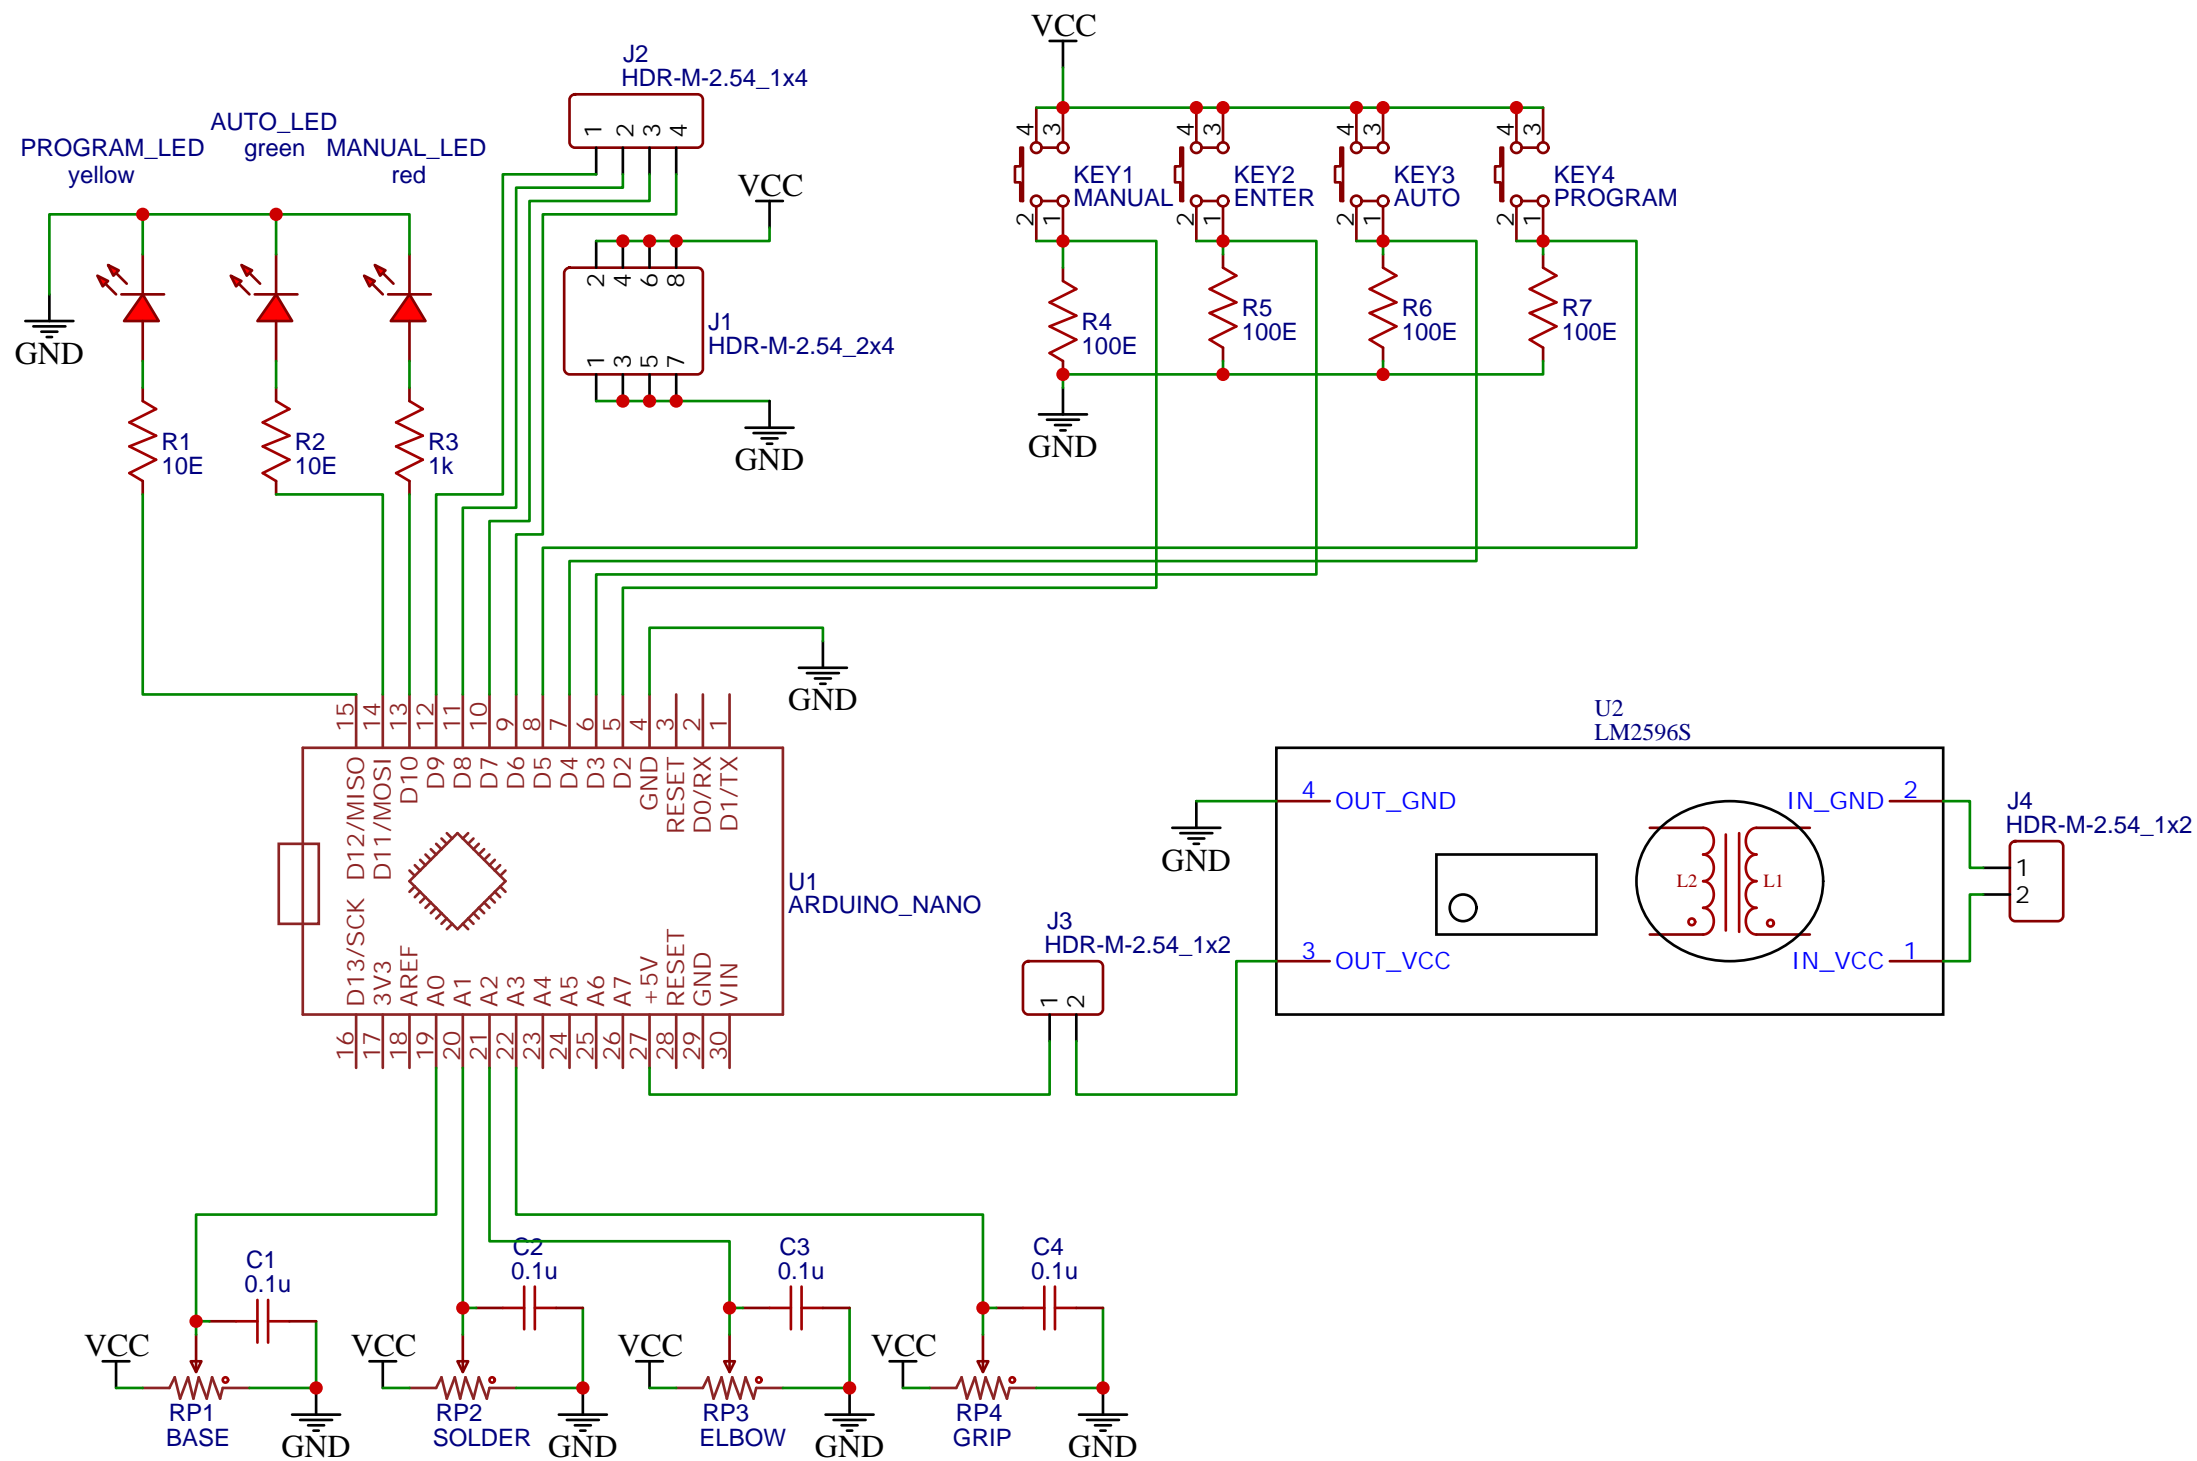 VCC
J2
HDR-M-2.54_1x4
1 2 3 4
AUTO_LED
green
PROGRAM_LED
yellow
MANUAL_LED
red
GND
R1
10E
R2
10E
R3
1k
VCC
2 4 6 8
J1
HDR-M-2.54_2x4
1 3 5 7
GND
4 3
KEY1
MANUAL
2 1
4 3
KEY2
ENTER
2 1
4 3
KEY3
AUTO
2 1
4 3
KEY4
PROGRAM
2 1
R4
100E
R5
100E
R6
100E
R7
100E
GND
GND
15 14 13 12 11 10 9 8 7 6 5 4 3 2 1
D12/MISO D11/MOSI D10 D9 D8 D7 D6 D5 D4 D3 D2 GND RESET D0/RX D1/TX
U1
ARDUINO_NANO
D13/SCK 3V3 AREF A0 A1 A2 A3 A4 A5 A6 A7 +5V RESET GND VIN
16 17 18 19 20 21 22 23 24 25 26 27 28 29 30
U2
LM2596S
4 OUT_GND
IN_GND 2
3 OUT_VCC
IN_VCC 1
L2 L1
GND
J4
HDR-M-2.54_1x2
1
2
J3
HDR-M-2.54_1x2
1 2
C1
0.1u
VCC
RP1
BASE
GND
C2
0.1u
VCC
RP2
SOLDER
GND
C3
0.1u
VCC
RP3
ELBOW
GND
C4
0.1u
VCC
RP4
GRIP
GND